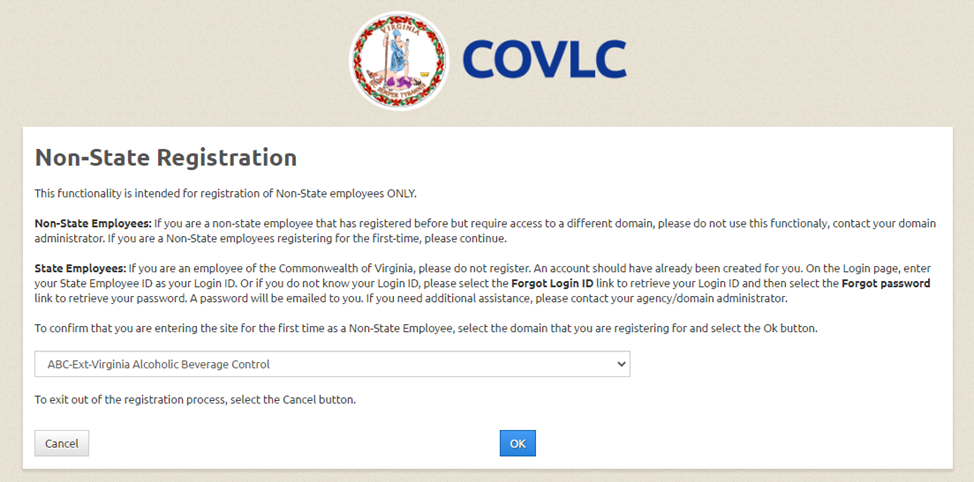 VIRGINIA
SEMPER TYRANNIS
COVLC
Non-State Registration
This functionality is intended for registration of Non-State employees ONLY.
Non-State Employees: If you are a non-state employee that has registered before but require access to a different domain, please do not use this functionaly, contact your domain
administrator. If you are a Non-State employees registering for the first-time, please continue.
State Employees: If you are an employee of the Commonwealth of Virginia, please do not register. An account should have already been created for you. On the Login page, enter
your State Employee ID as your Login ID. Or if you do not know your Login ID, please select the Forgot Login ID link to retrieve your Login ID and then select the Forgot password
link to retrieve your password. A password will be emailed to you. If you need additional assistance, please contact your agency/domain administrator.
To confirm that you are entering the site for the first time as a Non-State Employee, select the domain that you are registering for and select the Ok button.
ABC-Ext-Virginia Alcoholic Beverage Control
To exit out of the registration process, select the Cancel button.
Cancel OK